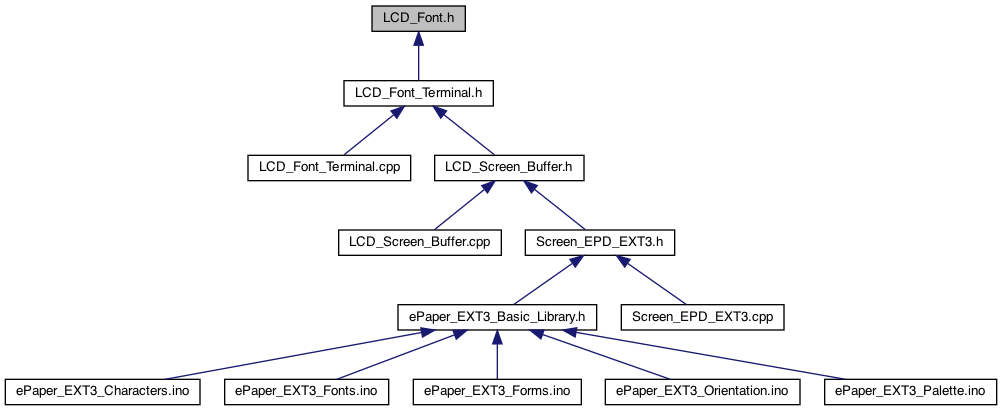 LCD_Font.h
LCD_Font_Terminal.h
LCD_Font_Terminal.cpp
LCD_Screen_Buffer.h
LCD_Screen_Buffer.cpp
Screen_EPD_EXT3.h
ePaper_EXT3_Basic_Library.h
Screen_EPD_EXT3.cpp
ePaper_EXT3_Characters.ino
ePaper_EXT3_Fonts.ino
ePaper_EXT3_Forms.ino
ePaper_EXT3_Orientation.ino
ePaper_EXT3_Palette.ino